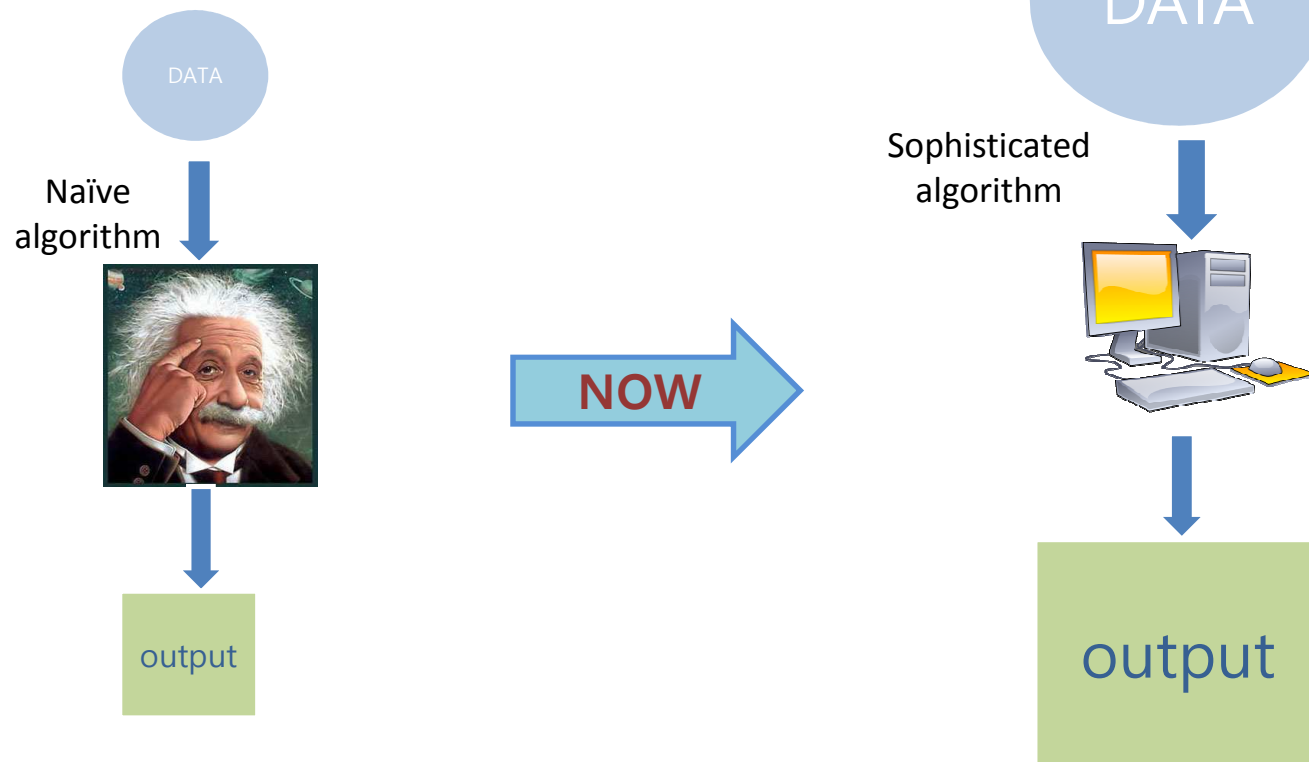 DATA
Naïve
algorithm
output
NOW
DATA
Sophisticated
algorithm
output